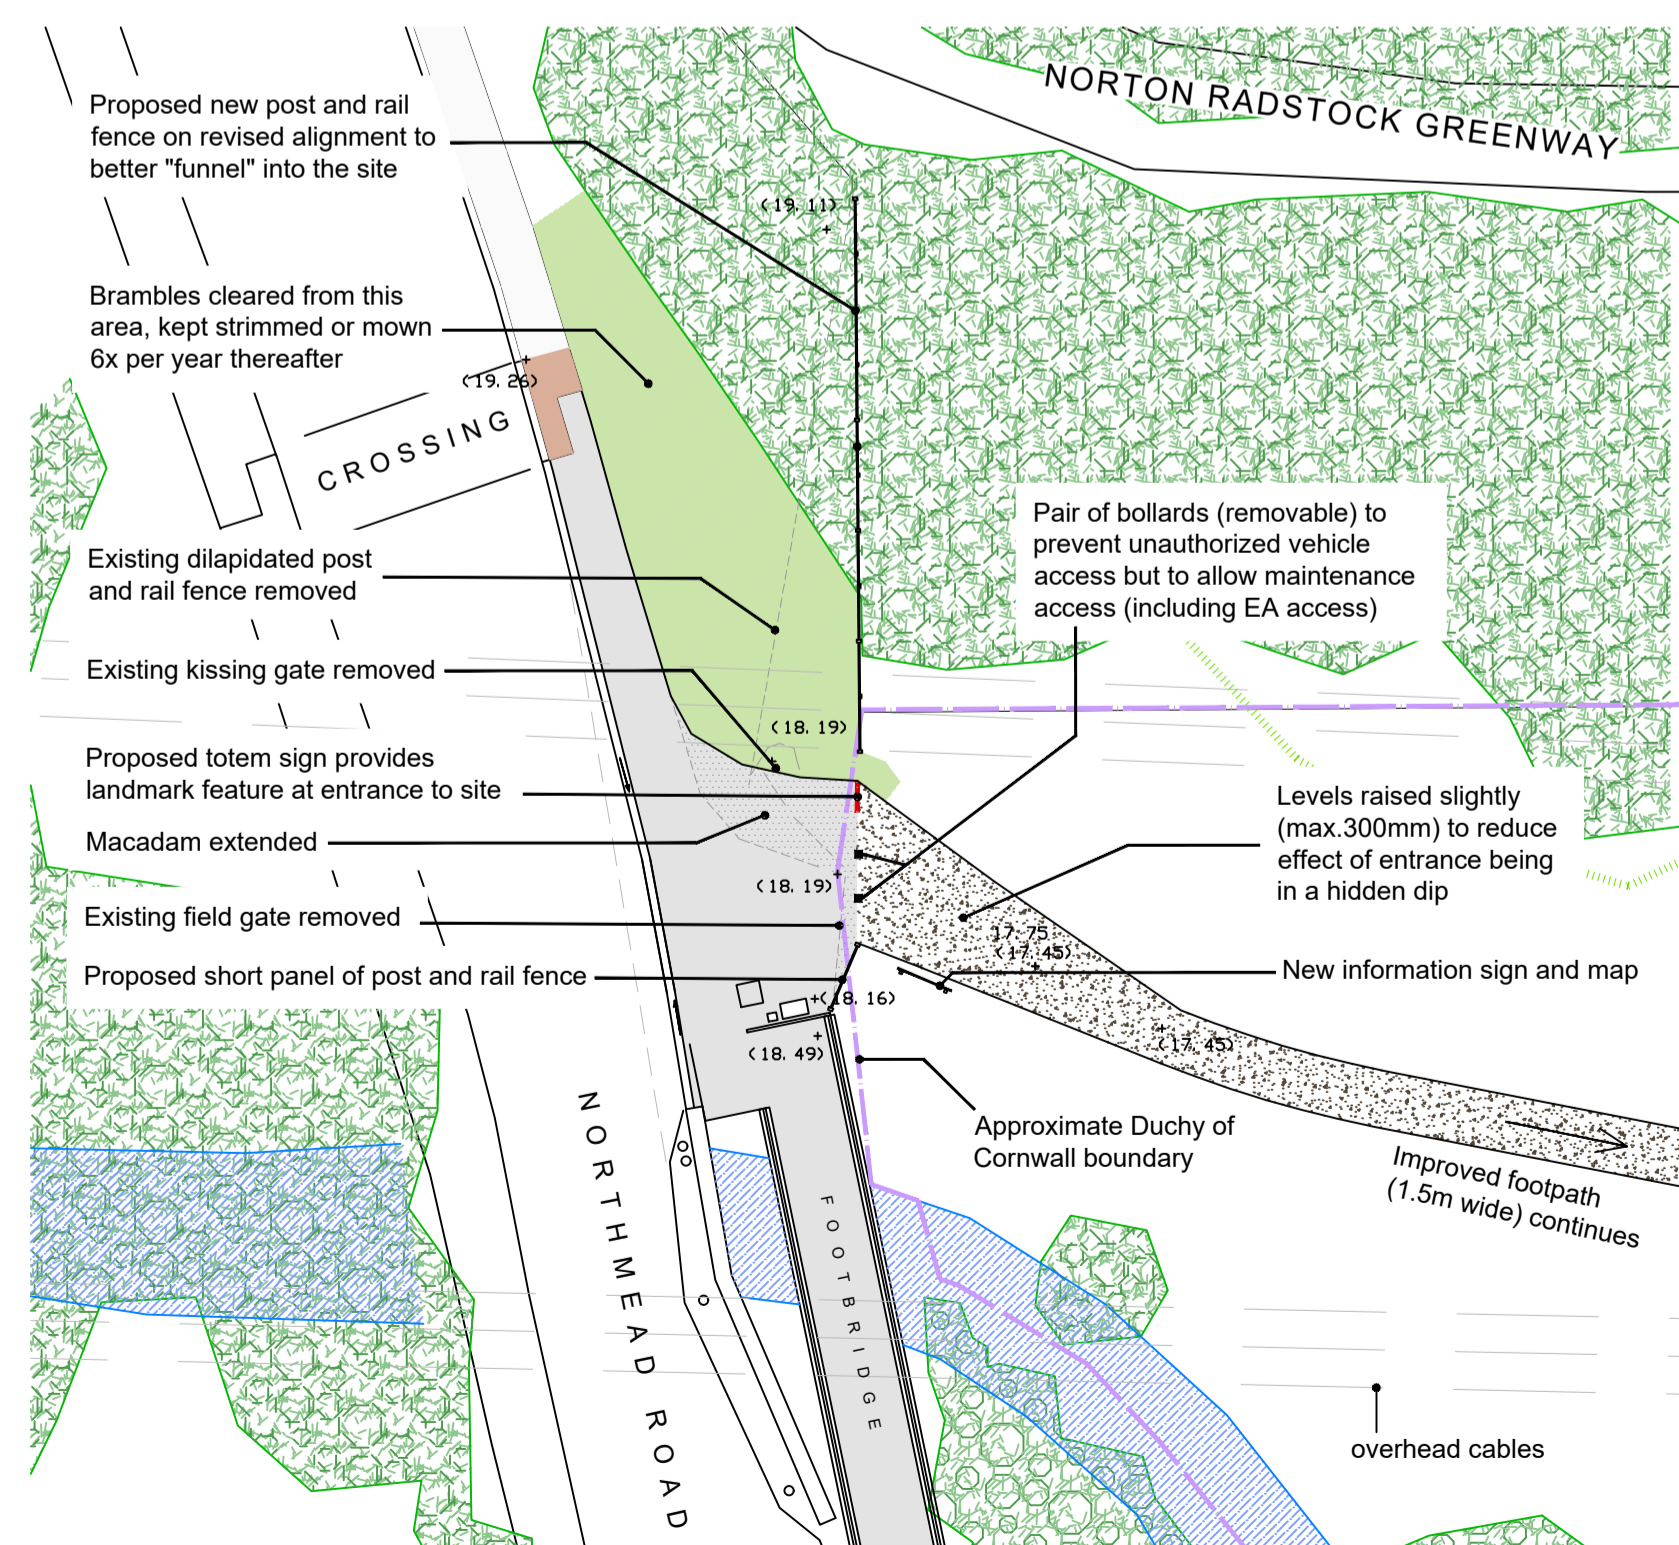 NORTON RADSTOCK GREENWAY
Proposed new post and rail
fence on revised alignment to
better "funnel" into the site
(19.11)
Brambles cleared from this
area, kept strimmed or mown
6x per year thereafter
(19.26)
CROSSING
Pair of bollards (removable) to
prevent unauthorized vehicle
access but to allow maintenance
access (including EA access)
Existing dilapidated post
and rail fence removed
Existing kissing gate removed
(18.19)
Proposed totem sign provides
landmark feature at entrance to site
Levels raised slightly
(max.300mm) to reduce
effect of entrance being
in a hidden dip
Macadam extended
(18.19)
Existing field gate removed
17.75
(17.45)
Proposed short panel of post and rail fence
New information sign and map
(18.16)
(18.49)
(17.45)
Approximate Duchy of
Cornwall boundary
Improved footpath
(1.5m wide) continues
NORTHMEAD ROAD
FOOTBRIDGE
overhead cables